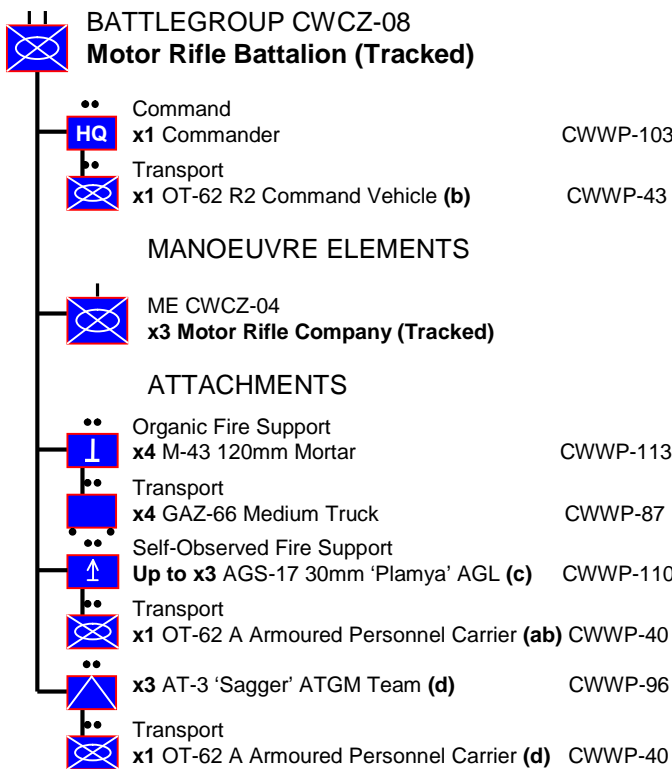 BATTLEGROUP CWCZ-08
Motor Rifle Battalion (Tracked)
Command
HQ x1 Commander CWWP-103
Transport
x1 OT-62 R2 Command Vehicle (b) CWWP-43
MANOEUVRE ELEMENTS
ME CWCZ-04
x3 Motor Rifle Company (Tracked)
ATTACHMENTS
Organic Fire Support
x4 M-43 120mm Mortar CWWP-113
Transport
x4 GAZ-66 Medium Truck CWWP-87
Self-Observed Fire Support
Up to x3 AGS-17 30mm ‘Plamya’ AGL (c) CWWP-110
Transport
x1 OT-62 A Armoured Personnel Carrier (ab) CWWP-40
x3 AT-3 ‘Sagger’ ATGM Team (d) CWWP-96
Transport
x1 OT-62 A Armoured Personnel Carrier (d) CWWP-40